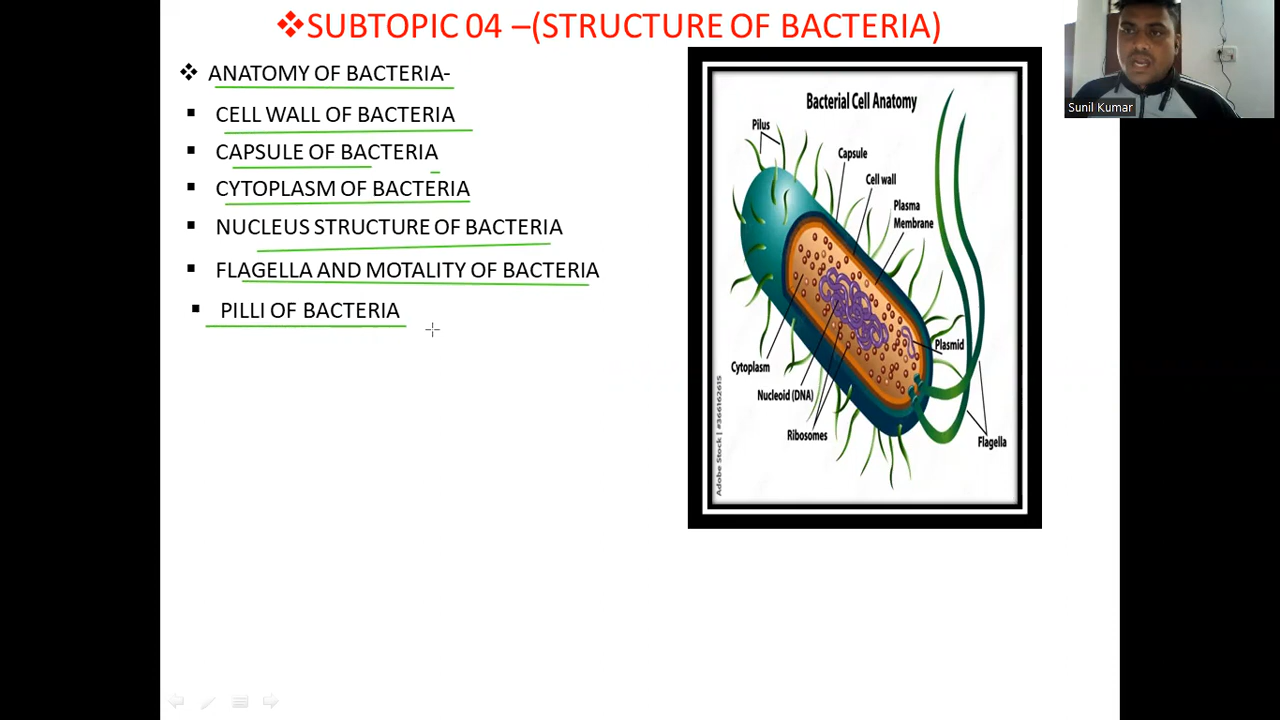 ❖SUBTOPIC 04 –(STRUCTURE OF BACTERIA)
❖ ANATOMY OF BACTERIA-
▪ CELL WALL OF BACTERIA
▪ CAPSULE OF BACTERIA
▪ CYTOPLASM OF BACTERIA
▪ NUCLEUS STRUCTURE OF BACTERIA
▪ FLAGELLA AND MOTALITY OF BACTERIA
▪ PILLI OF BACTERIA
Bacterial Cell Anatomy
Pilus
Capsule
Cell wall
Plasma
Membrane
Plasmid
Cytoplasm
Nucleoid (DNA)
Ribosomes
Flagella
Adobe Stock | #366162615
Sunil Kumar